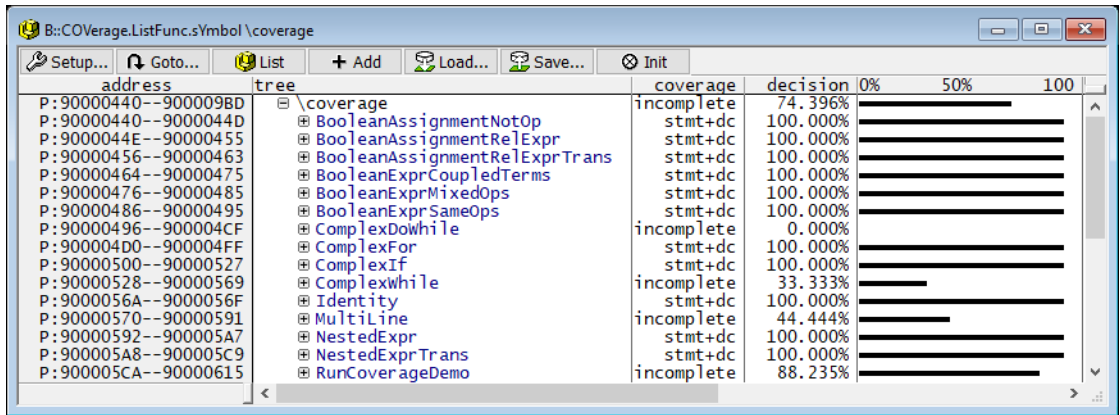 B::COVerage.ListFunc.sYmbol \coverage
Setup... Goto... List + Add Load... Save... Init
address tree coverage decision 0% 50% 100
P:90000440--900009BD \coverage incomplete 74.396%
P:90000440--9000044D BooleanAssignmentNotOp stmt+dc 100.000%
P:9000044E--90000455 BooleanAssignmentRelExpr stmt+dc 100.000%
P:90000456--90000463 BooleanAssignmentRelExprTrans stmt+dc 100.000%
P:90000464--90000475 BooleanExprCoupledTerms stmt+dc 100.000%
P:90000476--90000485 BooleanExprMixedOps stmt+dc 100.000%
P:90000486--90000495 BooleanExprSameOps stmt+dc 100.000%
P:90000496--900004CF ComplexDoWhile incomplete 0.000%
P:900004D0--900004FF ComplexFor stmt+dc 100.000%
P:90000500--90000527 ComplexIf stmt+dc 100.000%
P:90000528--90000569 ComplexWhile incomplete 33.333%
P:9000056A--9000056F Identity stmt+dc 100.000%
P:90000570--90000591 MultiLine incomplete 44.444%
P:90000592--900005A7 NestedExpr stmt+dc 100.000%
P:900005A8--900005C9 NestedExprTrans stmt+dc 100.000%
P:900005CA--90000615 RunCoverageDemo incomplete 88.235%